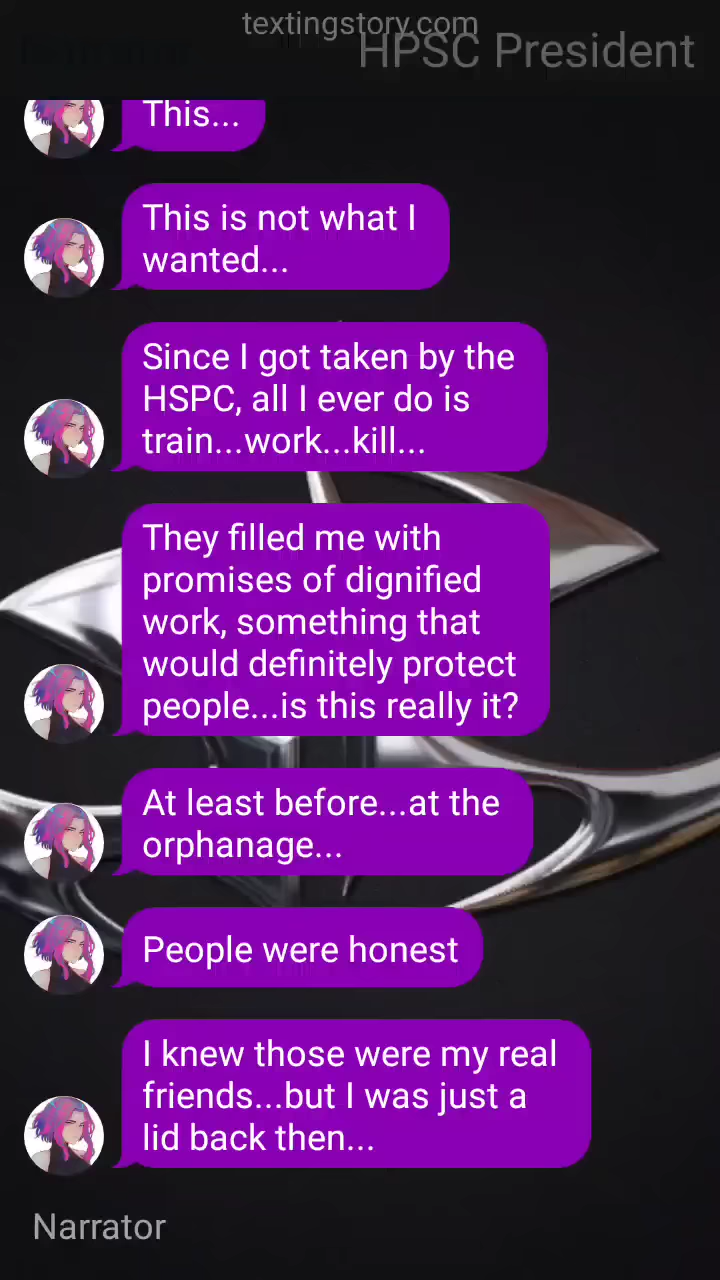 textingstory.com
HPSC President
This...
This is not what I
wanted...
Since I got taken by the
HSPC, all I ever do is
train...work...kill...
They filled me with
promises of dignified
work, something that
would definitely protect
people...is this really it?
At least before...at the
orphanage...
People were honest
I knew those were my real
friends...but I was just a
lid back then...
Narrator